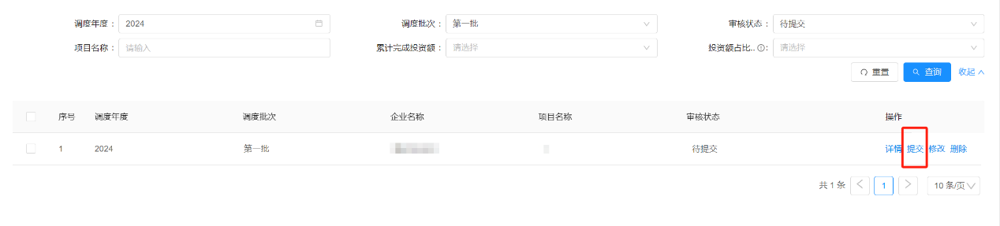 调度年度： 2024 调度批次： 第一批 审核状态： 待提交
项目名称： 请输入 累计完成投资额： 请选择 投资额占比..： 请选择
重置 查询 收起
序号 调度年度 调度批次 企业名称 项目名称 审核状态 操作
1 2024 第一批 待提交 详情 提交 修改 删除
共 1 条 1 10 条/页